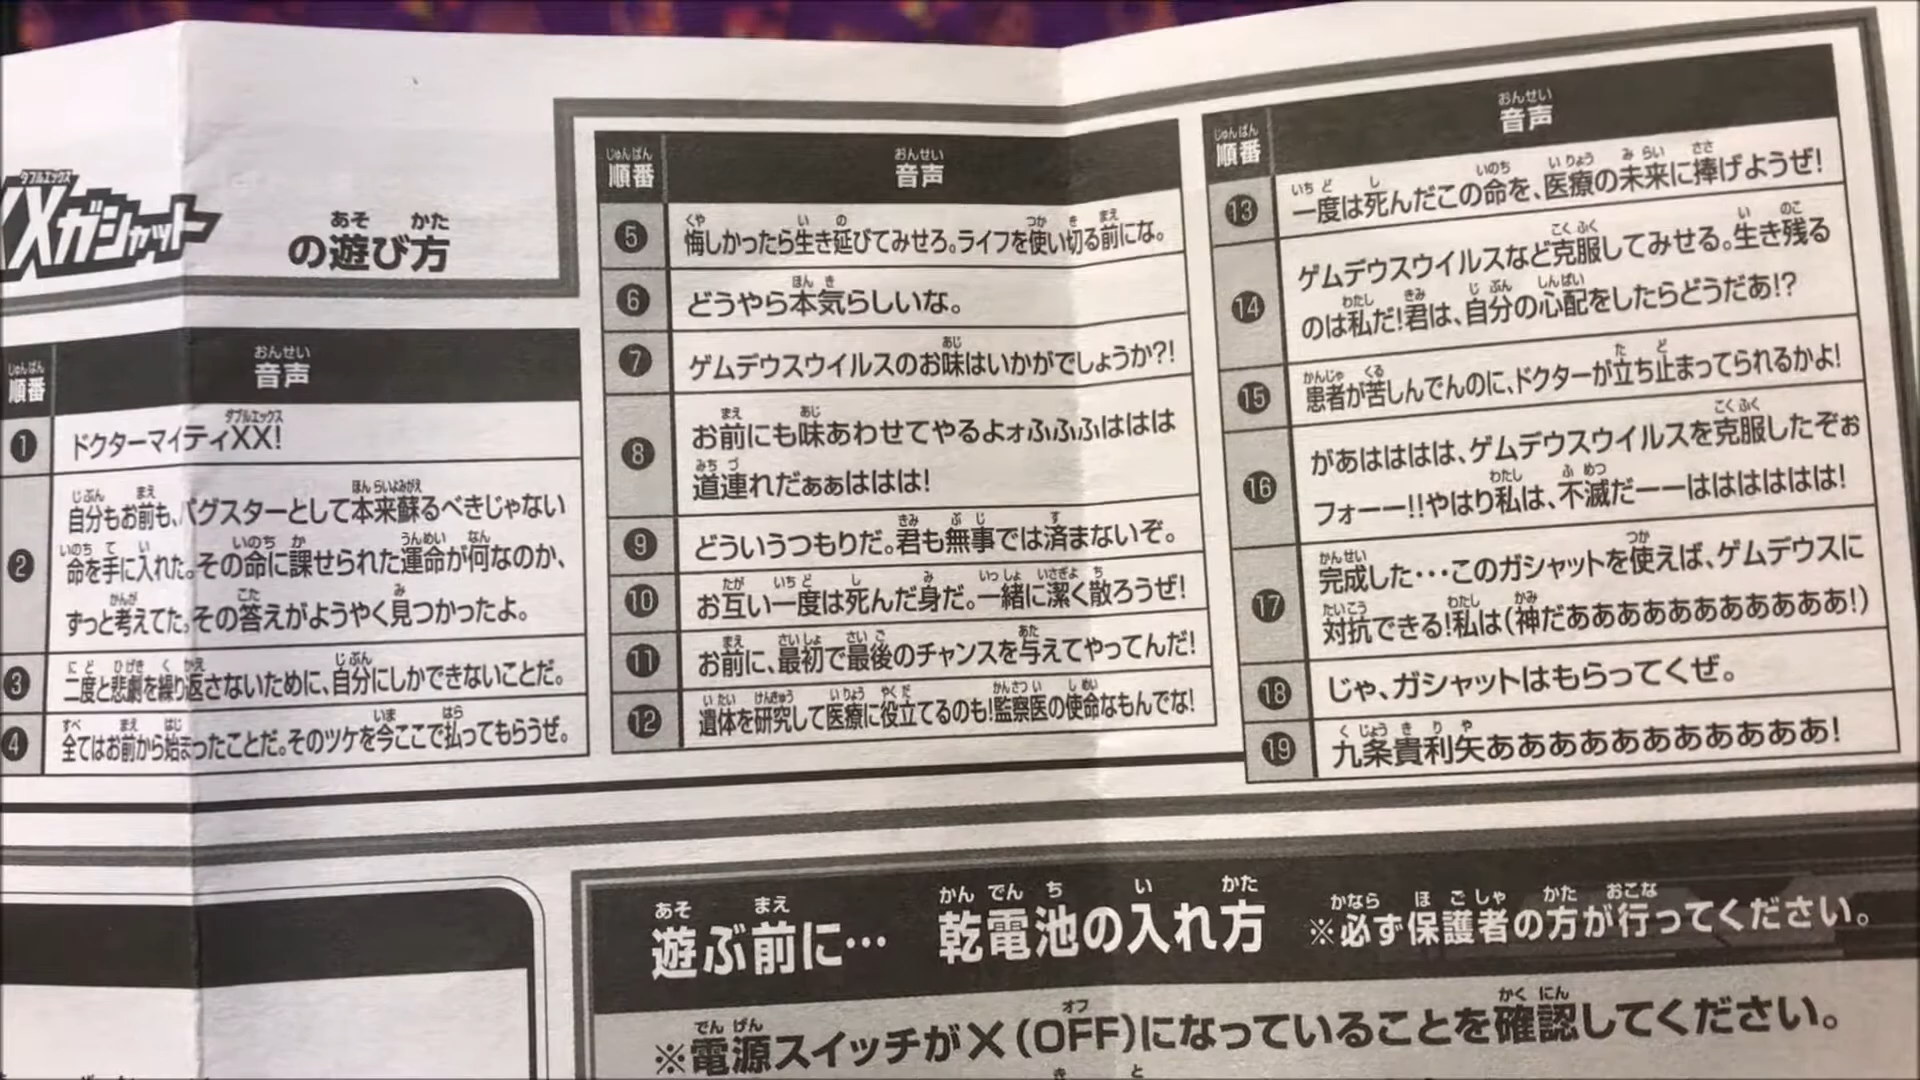 ダブルエックス
Xガシャット
の遊び方
順番 音声
1 ドクターマイティXX!
2 自分もお前も、バグスターとして本来蘇るべきじゃない
命を手に入れた。その命に課せられた運命が何なのか、
ずっと考えてた。その答えがようやく見つかったよ。
3 二度と悲劇を繰り返さないために、自分にしかできないことだ。
4 全てはお前から始まったことだ。そのツケを今ここで払ってもらうぜ。
順番 音声
5 悔しかったら生き延びてみせろ。ライフを使い切る前にな。
6 どうやら本気らしいな。
7 ゲムデウスウイルスのお味はいかがでしょうか?!
8 お前にも味あわせてやるよォふふふははは
道連れだぁぁははは!
9 どういうつもりだ。君も無事では済まないぞ。
10 お互い一度は死んだ身だ。一緒に潔く散ろうぜ!
11 お前に、最初で最後のチャンスを与えてやってんだ!
12 遺体を研究して医療に役立てるのも!監察医の使命なもんでな!
順番 音声
13 一度は死んだこの命を、医療の未来に捧げようぜ!
14 ゲムデウスウイルスなど克服してみせる。生き残る
のは私だ!君は、自分の心配をしたらどうだあ!?
15 患者が苦しんでんのに、ドクターが立ち止まってられるかよ!
16 があはははは、ゲムデウスウイルスを克服したぞぉ
フォーー!!やはり私は、不滅だーーはははははは!
17 完成した…このガシャットを使えば、ゲムデウスに
対抗できる!私は(神だあああああああああああ!)
18 じゃ、ガシャットはもらってくぜ。
19 九条貴利矢あああああああああああ!
遊ぶ前に… 乾電池の入れ方 ※必ず保護者の方が行ってください。
※電源スイッチがX(OFF)になっていることを確認してください。